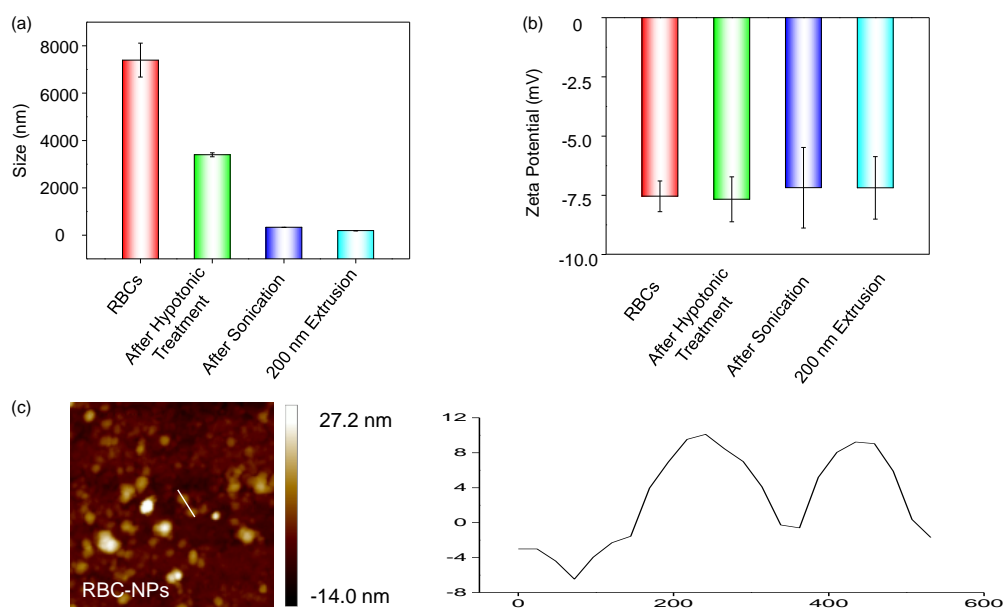 (a)
8000
6000
4000
2000
0
Size (nm)
RBCs
After Hypotonic
Treatment
After Sonication
200 nm Extrusion
(b)
0
-2.5
-5.0
-7.5
-10.0
Zeta Potential (mV)
RBCs
After Hypotonic
Treatment
After Sonication
200 nm Extrusion
(c)
RBC-NPs
27.2 nm
-14.0 nm
12
8
4
0
-4
-8
0
200
400
600